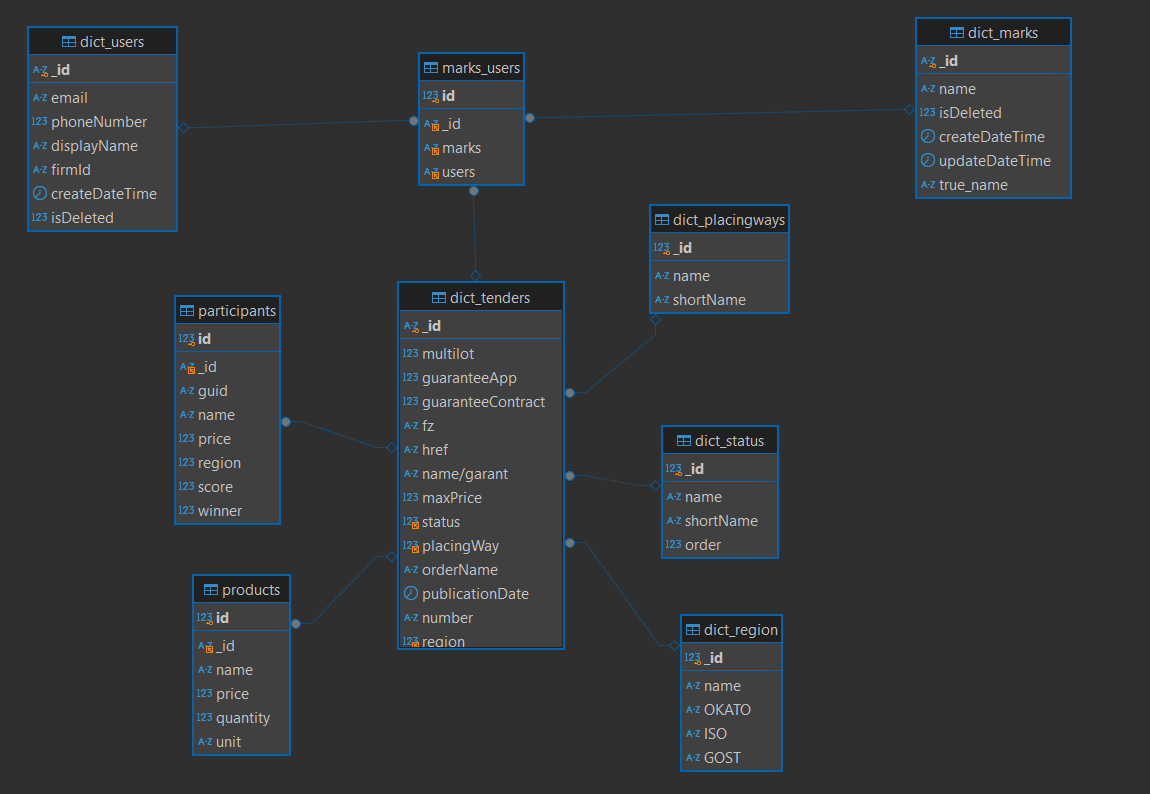 dict_users
_id
email
phoneNumber
displayName
firmId
createDateTime
isDeleted
marks_users
id
_id
marks
users
dict_marks
_id
name
isDeleted
createDateTime
updateDateTime
true_name
dict_placingways
_id
name
shortName
participants
id
_id
guid
name
price
region
score
winner
dict_tenders
_id
multilot
guaranteeApp
guaranteeContract
fz
href
name/garant
maxPrice
status
placingWay
orderName
publicationDate
number
region
dict_status
_id
name
shortName
order
products
id
_id
name
price
quantity
unit
dict_region
_id
name
OKATO
ISO
GOST